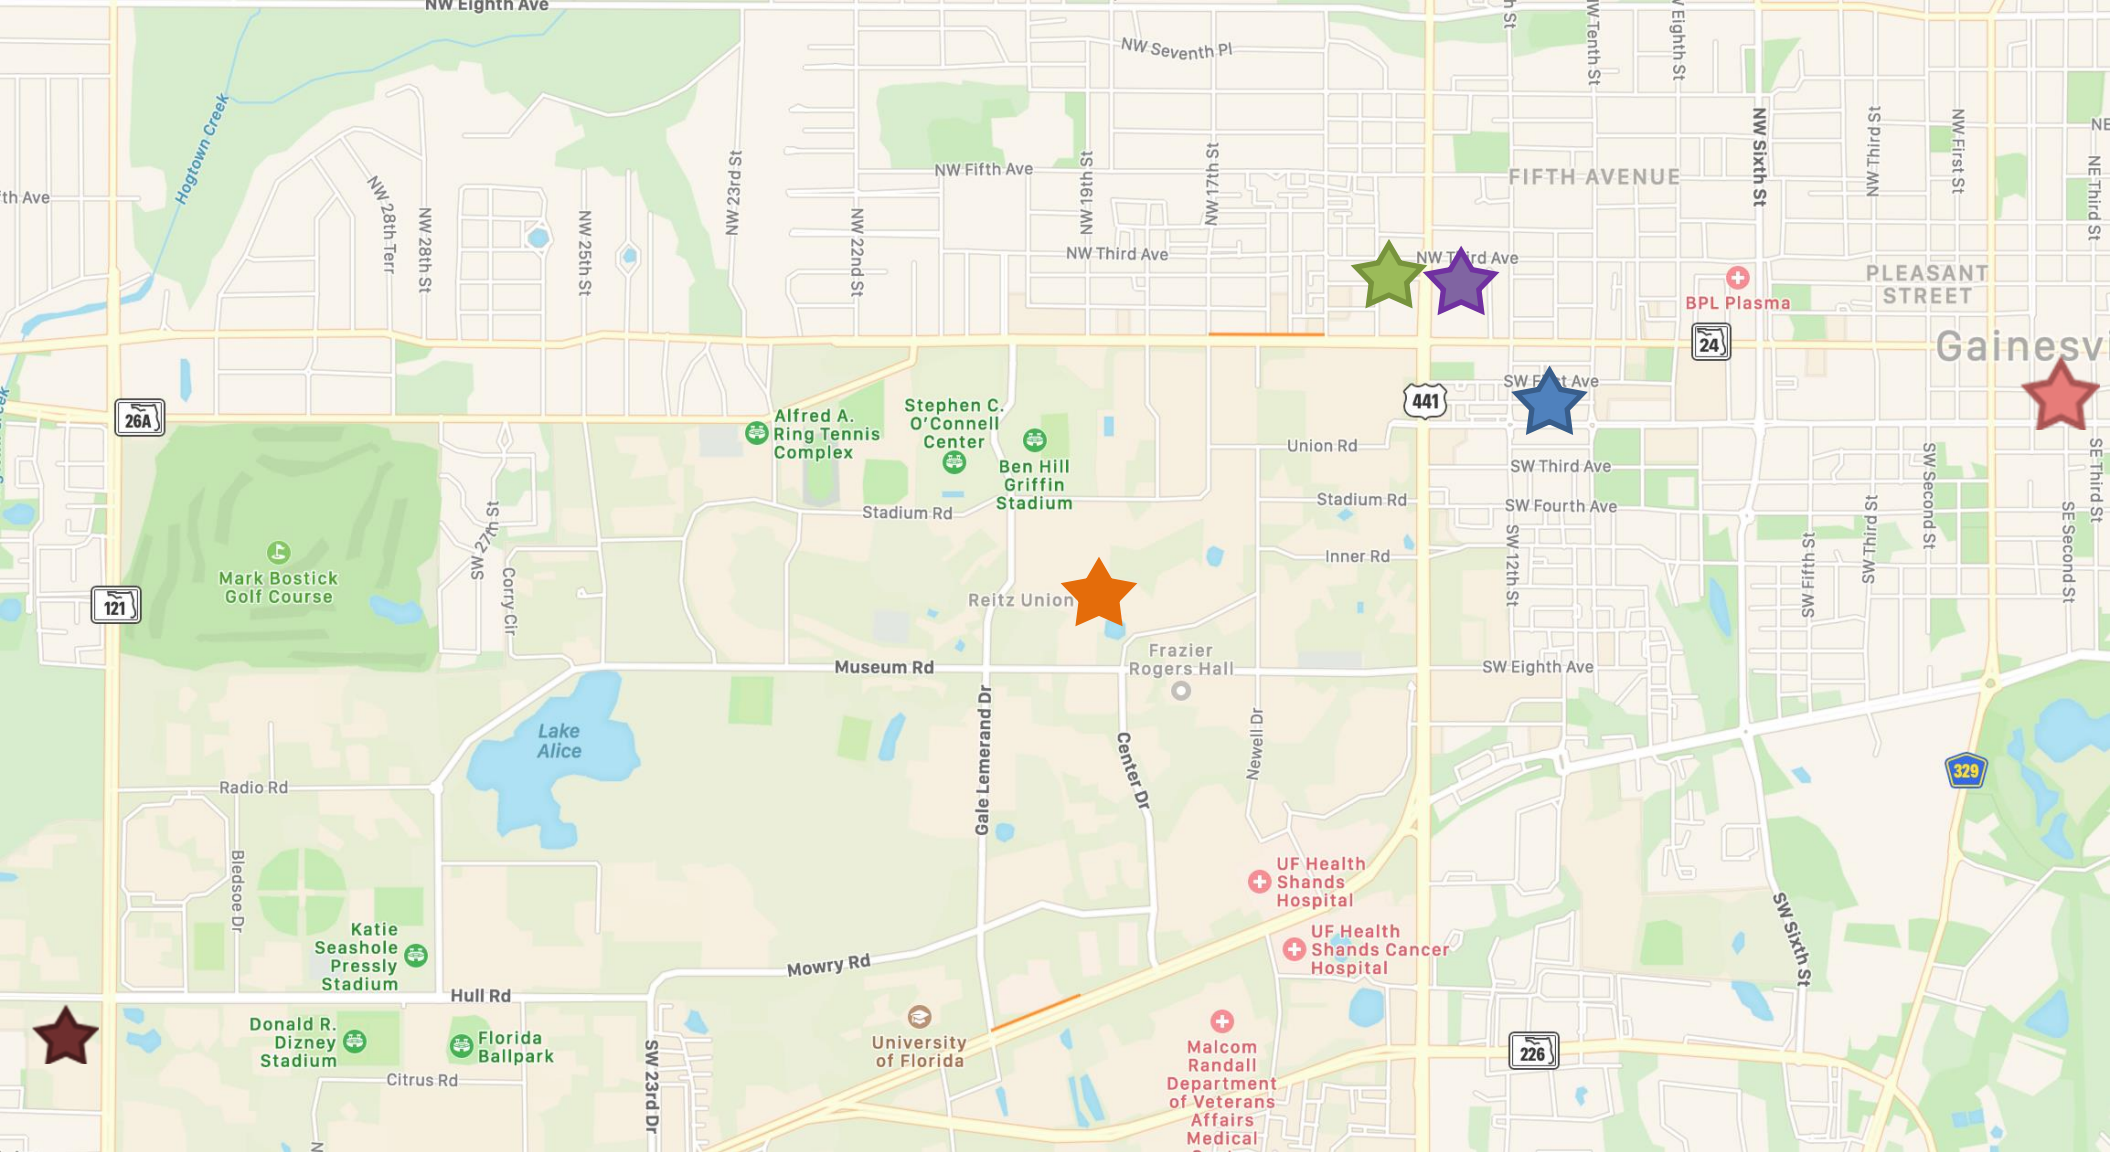 NW Eighth Ave
NW Seventh Pl
h St
NW Tenth St
Eighth St
Hogtown Creek
NW Sixth St
NW Third St
NW First St
NE
NE Third St
NW Fifth Ave
NW 19th St
NW 17th St
NW 23rd St
FIFTH AVENUE
th Ave
NW 28th Terr
NW 28th St
NW 25th St
NW 22nd St
NW Third Ave
NW Third Ave
BPL Plasma
PLEASANT
STREET
24
Gainesvi
26A
441
SW First Ave
Alfred A.
Ring Tennis
Complex
Stephen C.
O'Connell
Center
Ben Hill
Griffin
Stadium
Union Rd
SW Third Ave
Stadium Rd
Stadium Rd
SW Fourth Ave
Inner Rd
SW 27th St
Corry Cir
SW 12th St
SW Fifth St
SW Third St
SW Second St
SE Second St
SE Third St
Mark Bostick
Golf Course
121
Reitz Union
Frazier
Rogers Hall
Museum Rd
SW Eighth Ave
Lake
Alice
Gale Lemerand Dr
Center Dr
Newell Dr
Radio Rd
329
Bledsoe Dr
UF Health
Shands
Hospital
UF Health
Shands Cancer
Hospital
SW Sixth St
Katie
Seashole
Pressly
Stadium
Mowry Rd
Hull Rd
Donald R.
Dizney
Stadium
Florida
Ballpark
University
of Florida
SW 23rd Dr
Citrus Rd
N
226
Malcom
Randall
Department
of Veterans
Affairs
Medical